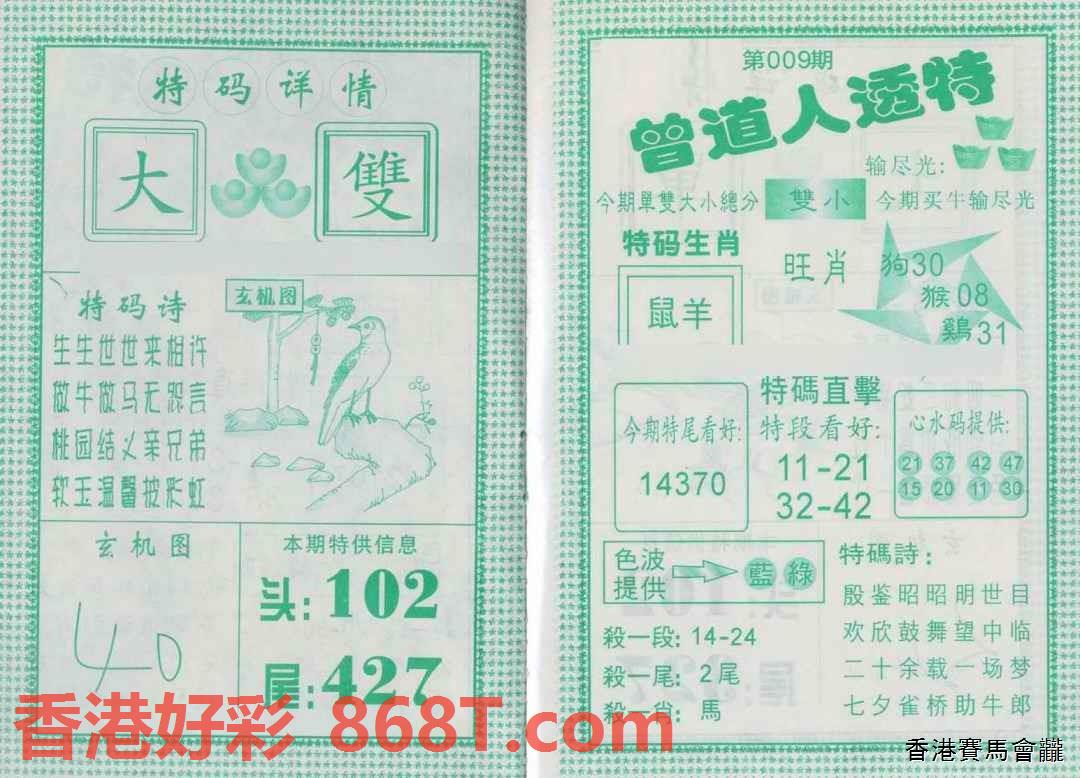 特码详情
大 雙
特码诗
生生世世来相许
做牛做马无怨言
桃园结义亲兄弟
软玉温馨披彩虹
玄机图
玄机图
40
本期特供信息
头:102
尾:427
第009期
曾道人透特
输尽光:
今期單雙大小總分 雙小 今期买牛输尽光
特码生肖
鼠羊
旺肖
狗30
猴08
鷄31
今期特尾看好:
14370
特碼直擊
特段看好:
11-21
32-42
心水码提供:
21 37 42 47
15 20 11 30
色波
提供
藍 綠
殺一段: 14-24
殺一尾: 2尾
殺一肖: 馬
特碼詩:
殷鉴昭昭明世目
欢欣鼓舞望中临
二十余载一场梦
七夕雀桥助牛郎
香港好彩 868T.com
香港賽馬會